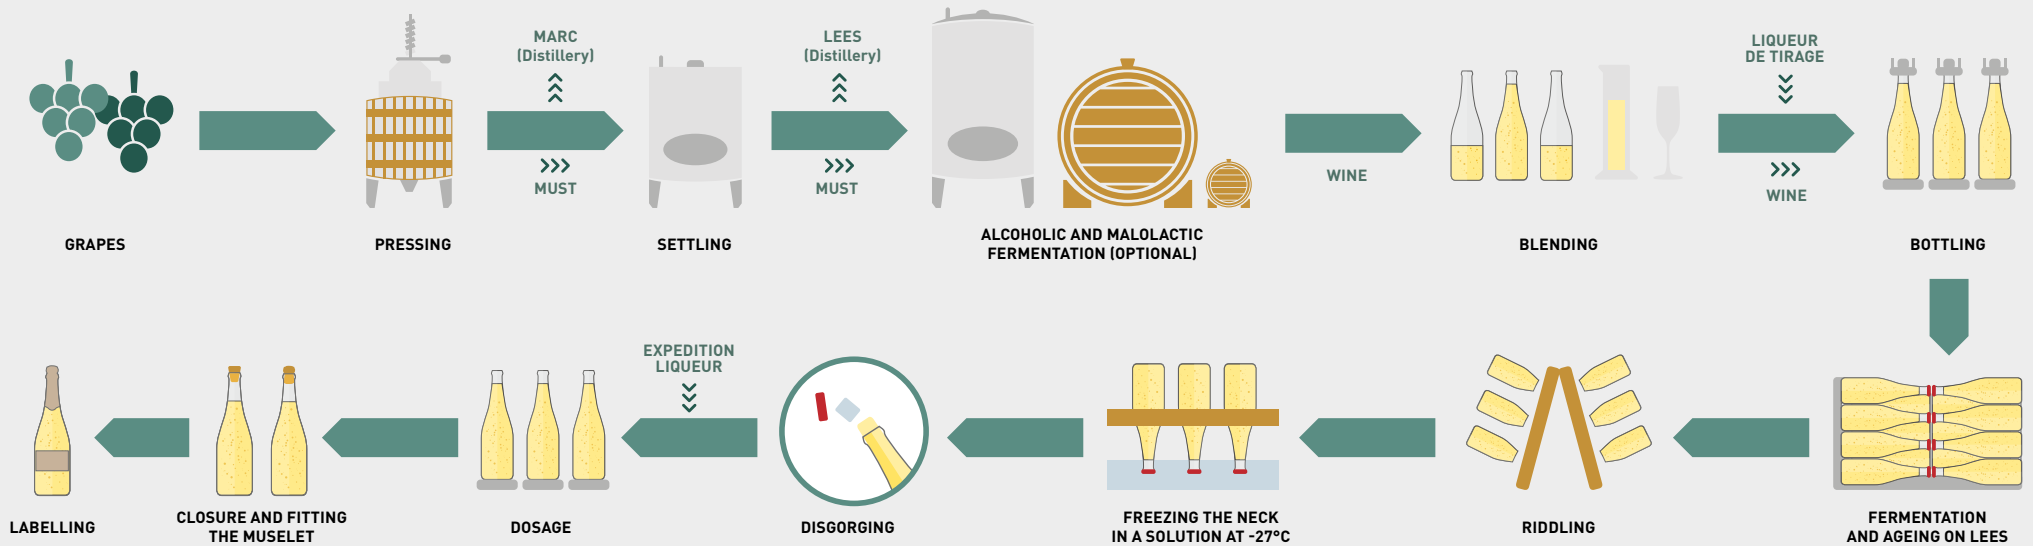 MARC
(Distillery)
LEES
(Distillery)
LIQUEUR
DE TIRAGE
MUST
MUST
WINE
WINE
GRAPES
PRESSING
SETTLING
ALCOHOLIC AND MALOLACTIC
FERMENTATION (OPTIONAL)
BLENDING
BOTTLING
EXPEDITION
LIQUEUR
LABELLING
CLOSURE AND FITTING
THE MUSELET
DOSAGE
DISGORGING
FREEZING THE NECK
IN A SOLUTION AT -27°C
RIDDLING
FERMENTATION
AND AGEING ON LEES